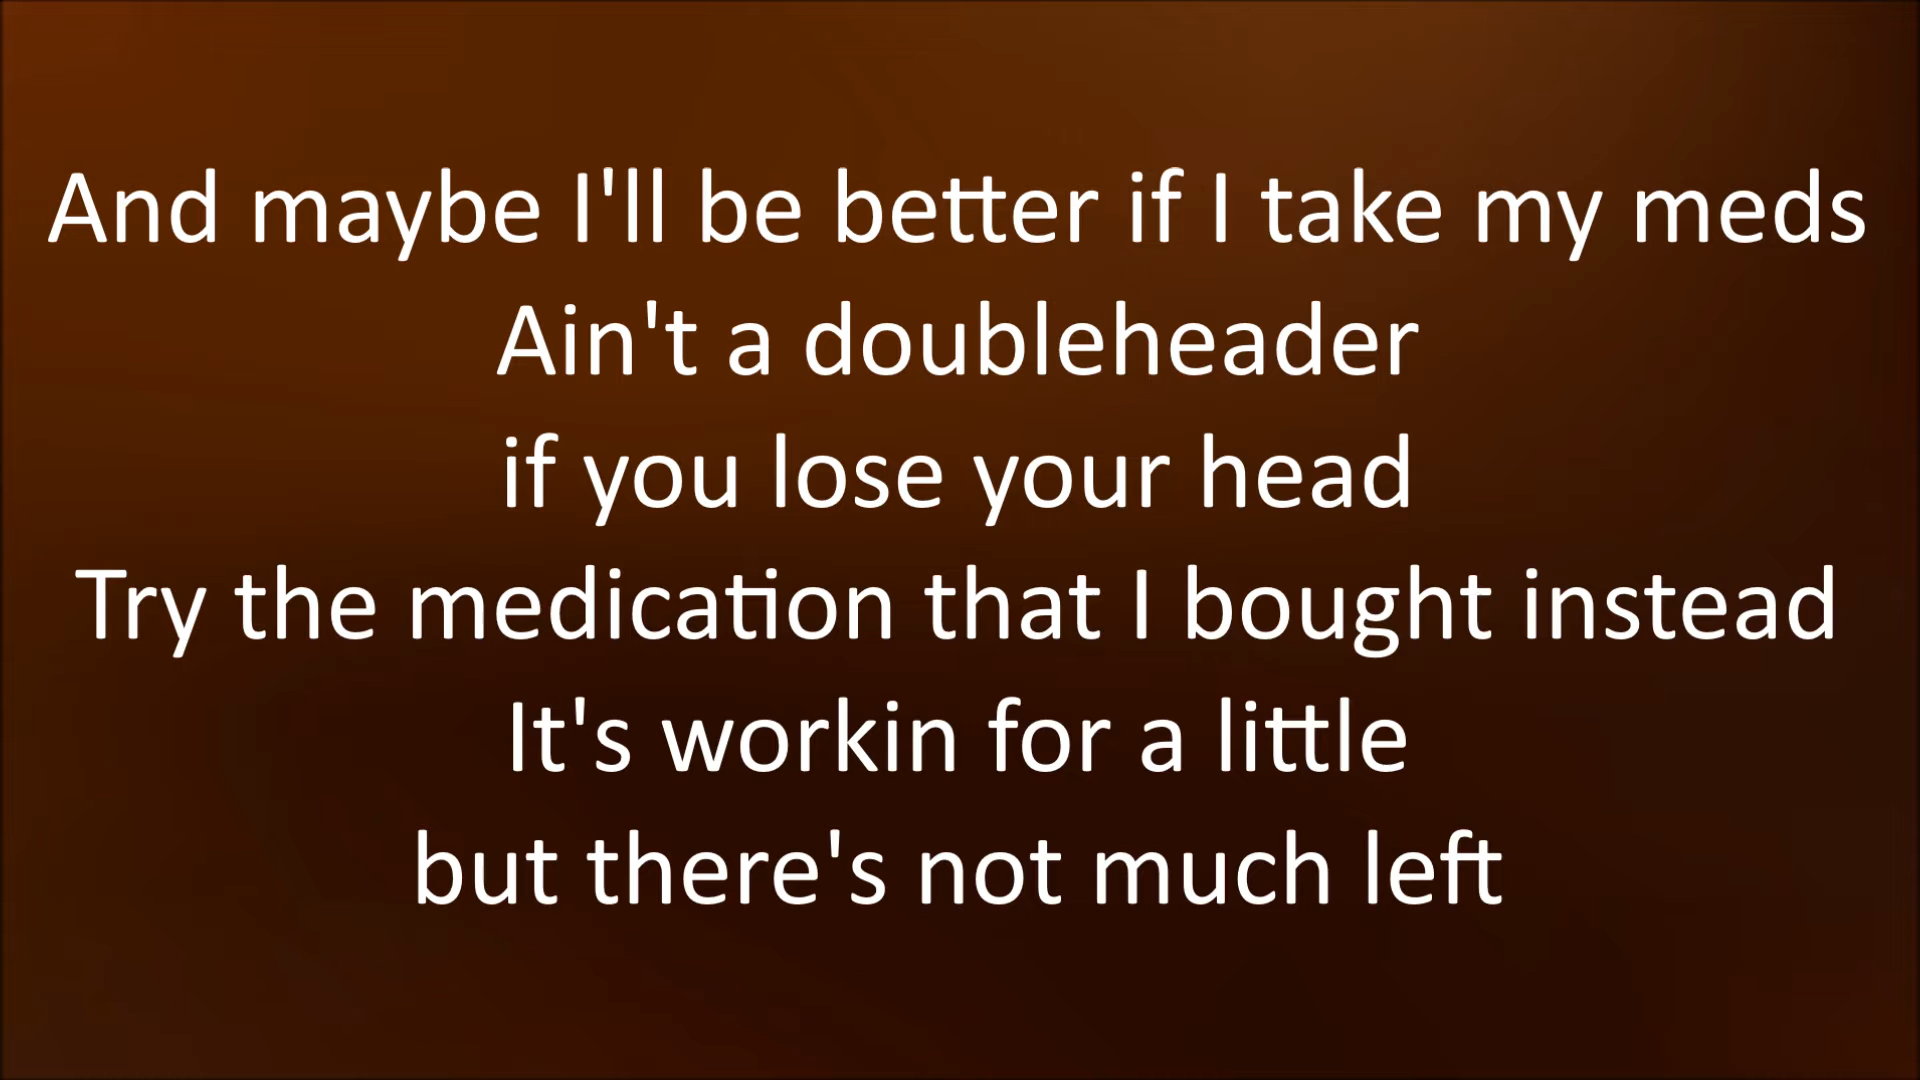 And maybe I'll be better if I take my meds
Ain't a doubleheader
if you lose your head
Try the medication that I bought instead
It's workin for a little
but there's not much left